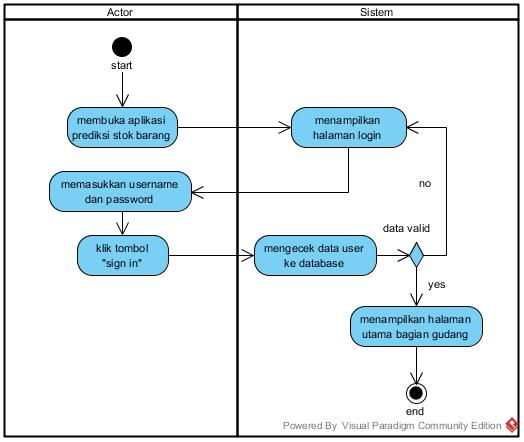 Actor
Sistem
start
membuka aplikasi
prediksi stok barang
menampilkan
halaman login
memasukkan username
dan password
no
data valid
klik tombol
"sign in"
mengecek data user
ke database
yes
menampilkan halaman
utama bagian gudang
end
Powered By Visual Paradigm Community Edition